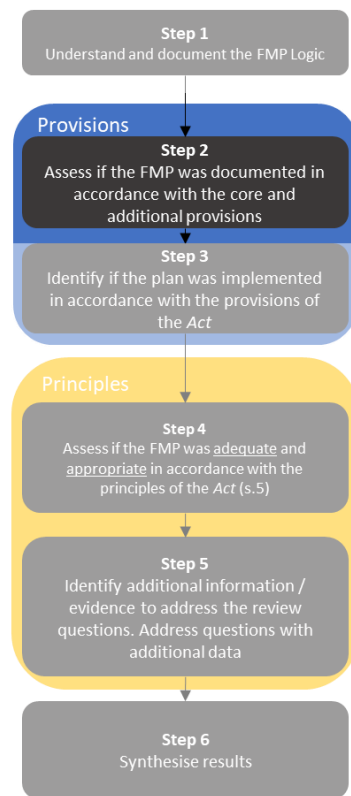 Step 1
Understand and document the FMP Logic
Provisions
Step 2
Assess if the FMP was documented in
accordance with the core and
additional provisions
Step 3
Identify if the plan was implemented
in accordance with the provisions of
the Act
Principles
Step 4
Assess if the FMP was adequate and
appropriate in accordance with the
principles of the Act (s.5)
Step 5
Identify additional information /
evidence to address the review
questions. Address questions with
additional data
Step 6
Synthesise results